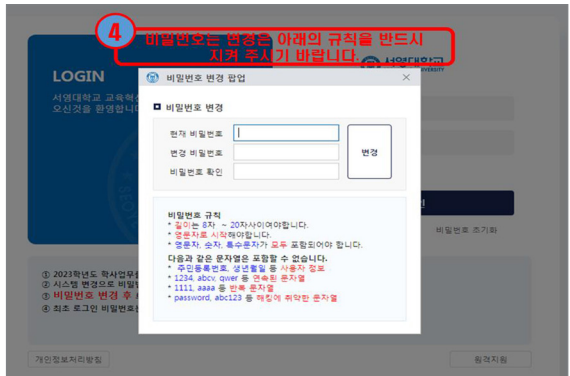 4
비밀번호는 변경은 아래의 규칙을 반드시
지켜 주시기 바랍니다.
서영대학교
LOGIN
서영대학교 교육혁신
오신것을 환영합니다
비밀번호 변경 팝업
비밀번호 변경
현재 비밀번호
변경 비밀번호
비밀번호 확인
변경
비밀번호 초기화
비밀번호 규칙
* 길이는 8자 ~ 20자사이여야합니다.
* 영문자로 시작해야합니다.
* 영문자, 숫자, 특수문자가 모두 포함되어야 합니다.
다음과 같은 문자열은 포함할 수 없습니다.
* 주민등록번호, 생년월일 등 사용자 정보
* 1234, abcv, qwer 등 연속된 문자열
* 1111, aaaa 등 반복 문자열
* password, abc123 등 해킹에 취약한 문자열
① 2023학년도 학사업무
② 시스템 변경으로 비밀번
③ 비밀번호 변경 후
④ 최초 로그인 비밀번호
개인정보처리방침
원격지원